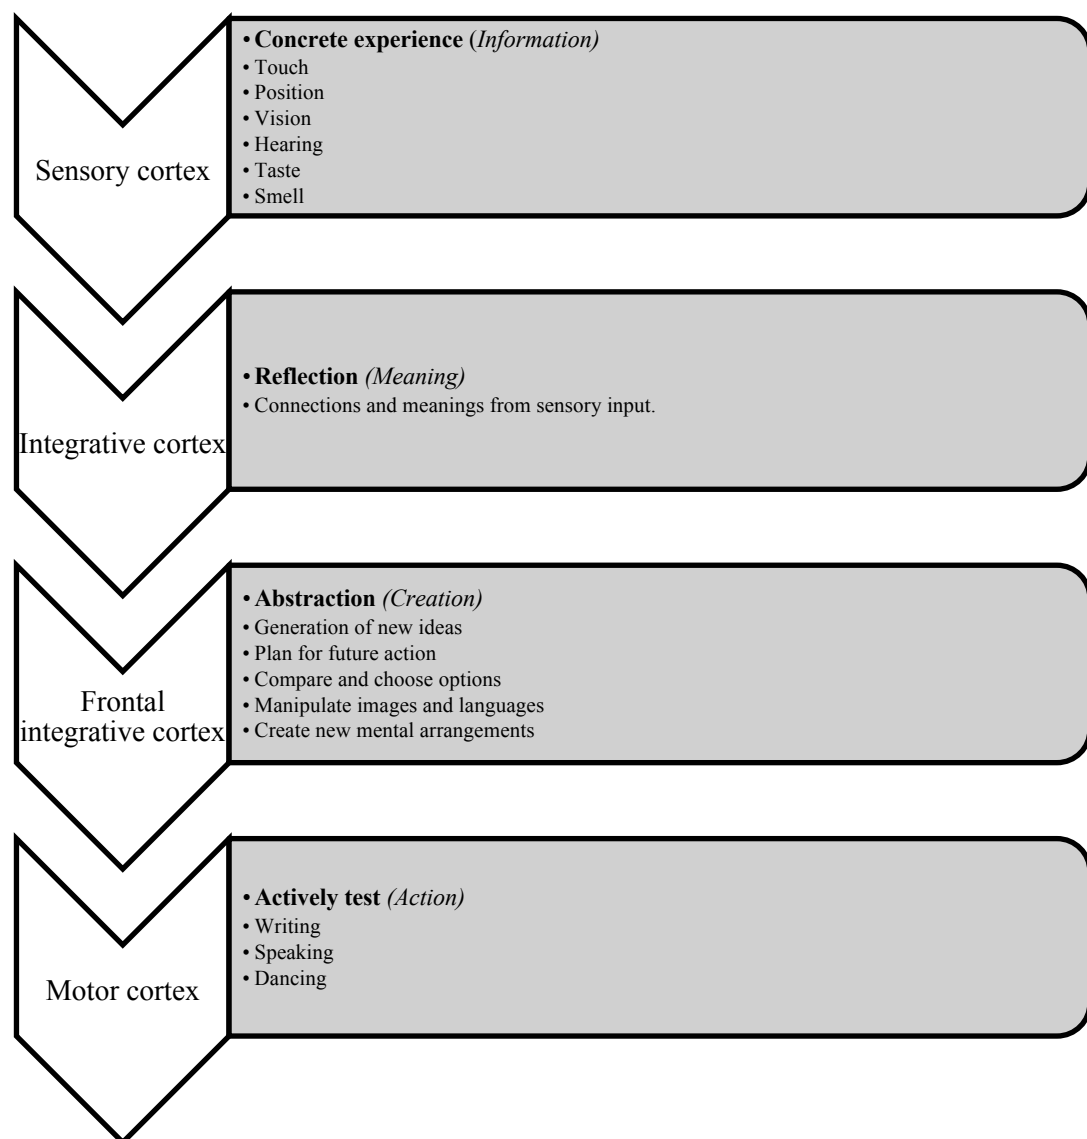 Sensory cortex
• Concrete experience (Information)
• Touch
• Position
• Vision
• Hearing
• Taste
• Smell
Integrative cortex
• Reflection (Meaning)
• Connections and meanings from sensory input.
Frontal
integrative cortex
• Abstraction (Creation)
• Generation of new ideas
• Plan for future action
• Compare and choose options
• Manipulate images and languages
• Create new mental arrangements
Motor cortex
• Actively test (Action)
• Writing
• Speaking
• Dancing